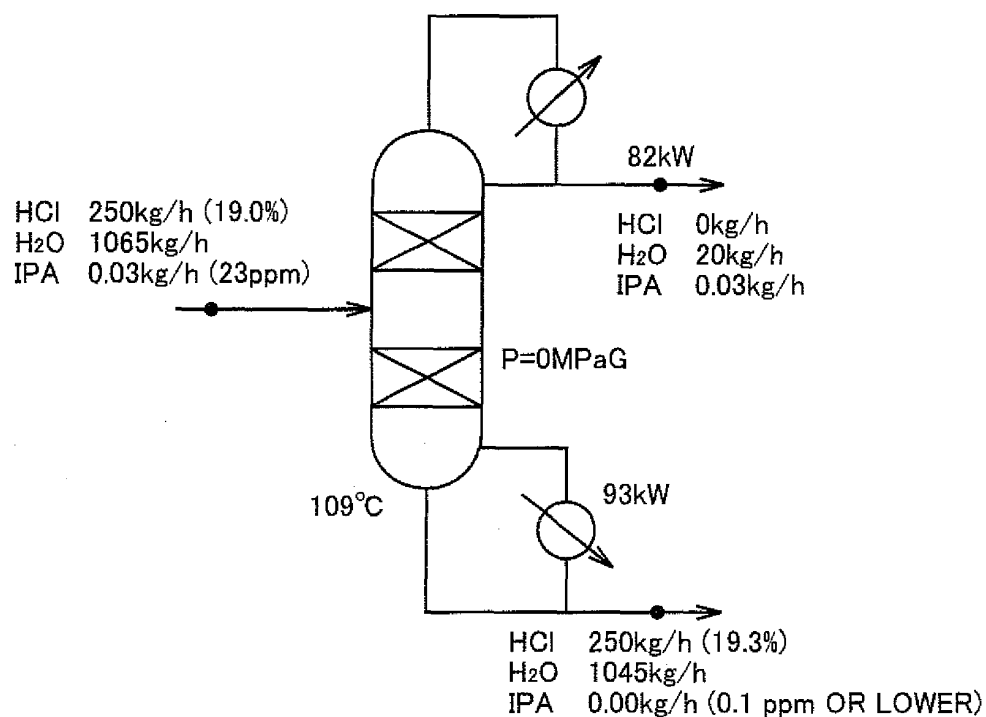 HCl 250kg/h (19.0%)
H2O 1065kg/h
IPA 0.03kg/h (23ppm)
82kW
HCl 0kg/h
H2O 20kg/h
IPA 0.03kg/h
P=0MPaG
109°C
93kW
HCl 250kg/h (19.3%)
H2O 1045kg/h
IPA 0.00kg/h (0.1 ppm OR LOWER)